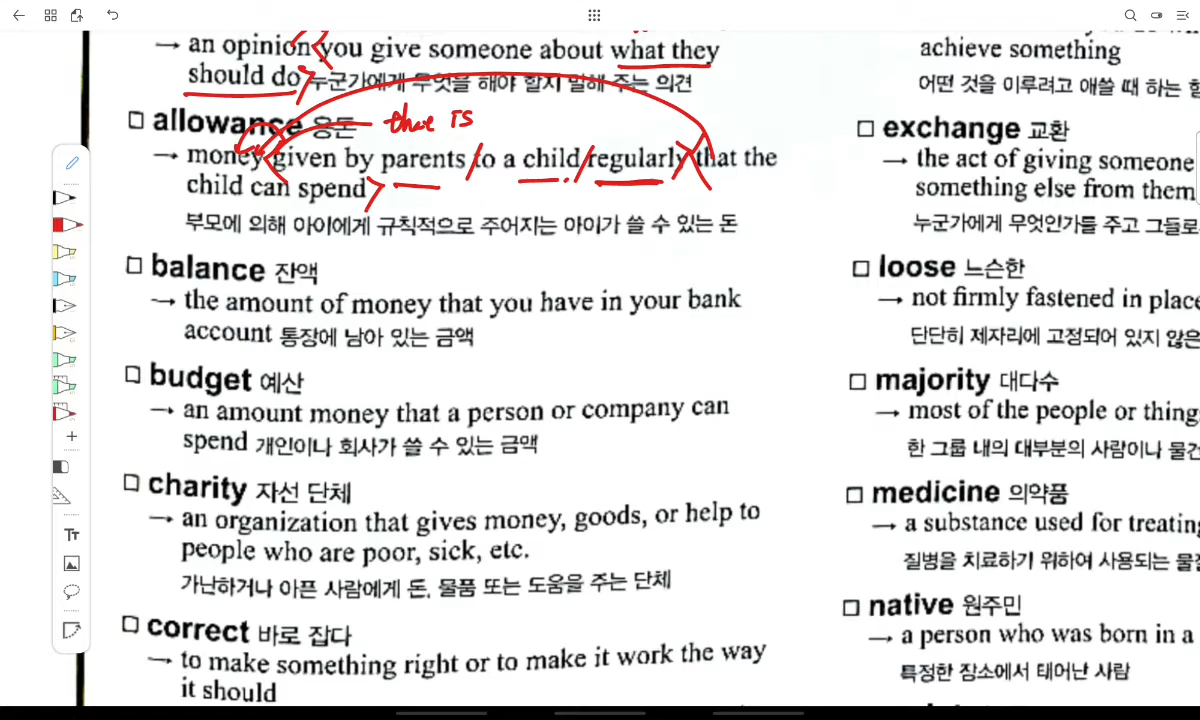 → an opinion you give someone about what they
should do 누군가에게 무엇을 해야 할지 말해 주는 의견
□ allowance 용돈
that is
→ money given by parents to a child regularly that the
child can spend
부모에 의해 아이에게 규칙적으로 주어지는 아이가 쓸 수 있는 돈
□ balance 잔액
→ the amount of money that you have in your bank
account 통장에 남아 있는 금액
□ budget 예산
→ an amount money that a person or company can
spend 개인이나 회사가 쓸 수 있는 금액
□ charity 자선 단체
→ an organization that gives money, goods, or help to
people who are poor, sick, etc.
가난하거나 아픈 사람에게 돈, 물품 또는 도움을 주는 단체
□ correct 바로 잡다
→ to make something right or to make it work the way
it should
achieve something
어떤 것을 이루려고 애쓸 때 하는
□ exchange 교환
→ the act of giving someone
something else from them
누군가에게 무엇인가를 주고 그들로
□ loose 느슨한
→ not firmly fastened in place
단단히 제자리에 고정되어 있지 않은
□ majority 대다수
→ most of the people or thing
한 그룹 내의 대부분의 사람이나 물건
□ medicine 의약품
→ a substance used for treating
질병을 치료하기 위하여 사용되는 물질
□ native 원주민
→ a person who was born in a
특정한 장소에서 태어난 사람
Tt